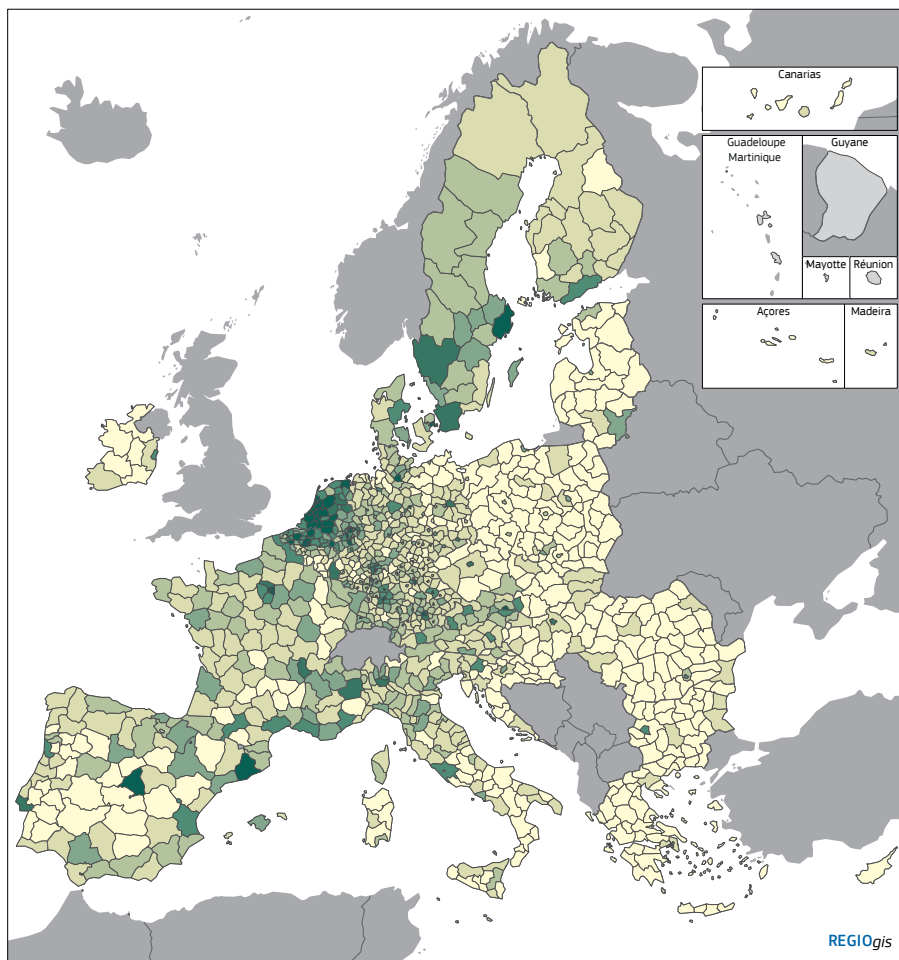 Canarias
Guadeloupe
Martinique
Guyane
Mayotte
Réunion
Açores
Madeira
REGIOgis